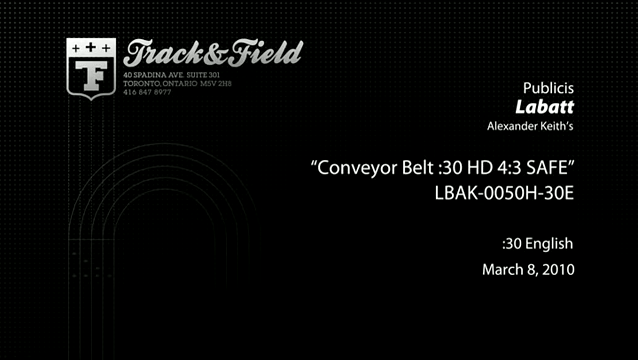 TF
Track&Field
40 SPADINA AVE. SUITE 301
TORONTO, ONTARIO M5V 2H8
416 847 8977
Publicis
Labatt
Alexander Keith's
“Conveyor Belt :30 HD 4:3 SAFE”
LBAK-0050H-30E
:30 English
March 8, 2010